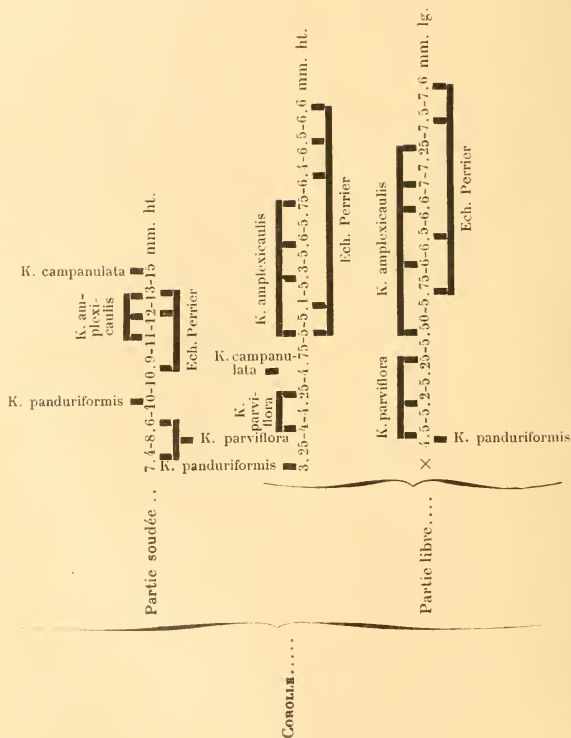 COROLLE.....
Partie soudée ..
K. panduriformis
K. am-
plexi-
caulis
K. campanulata
7.4-8.6-10-10.9-11-12-13-15 mm. ht.
K. parviflora
Ech. Perrier
Partie libre....
K. panduriformis
K. parvi-
flora
K. campanu-
lata
K. amplexicaulis
3.25-4-4.25-4.75-5-5.1-5.3-5.6-5.75-6.4-6.5-6.6 mm. ht.
Ech. Perrier
K. parviflora
K. amplexicaulis
× 4.5-5.2-5.25-5.50-5.75-6-6.5-6.6-7-7.25-7.5-7.6 mm. lg.
K. panduriformis
Ech. Perrier